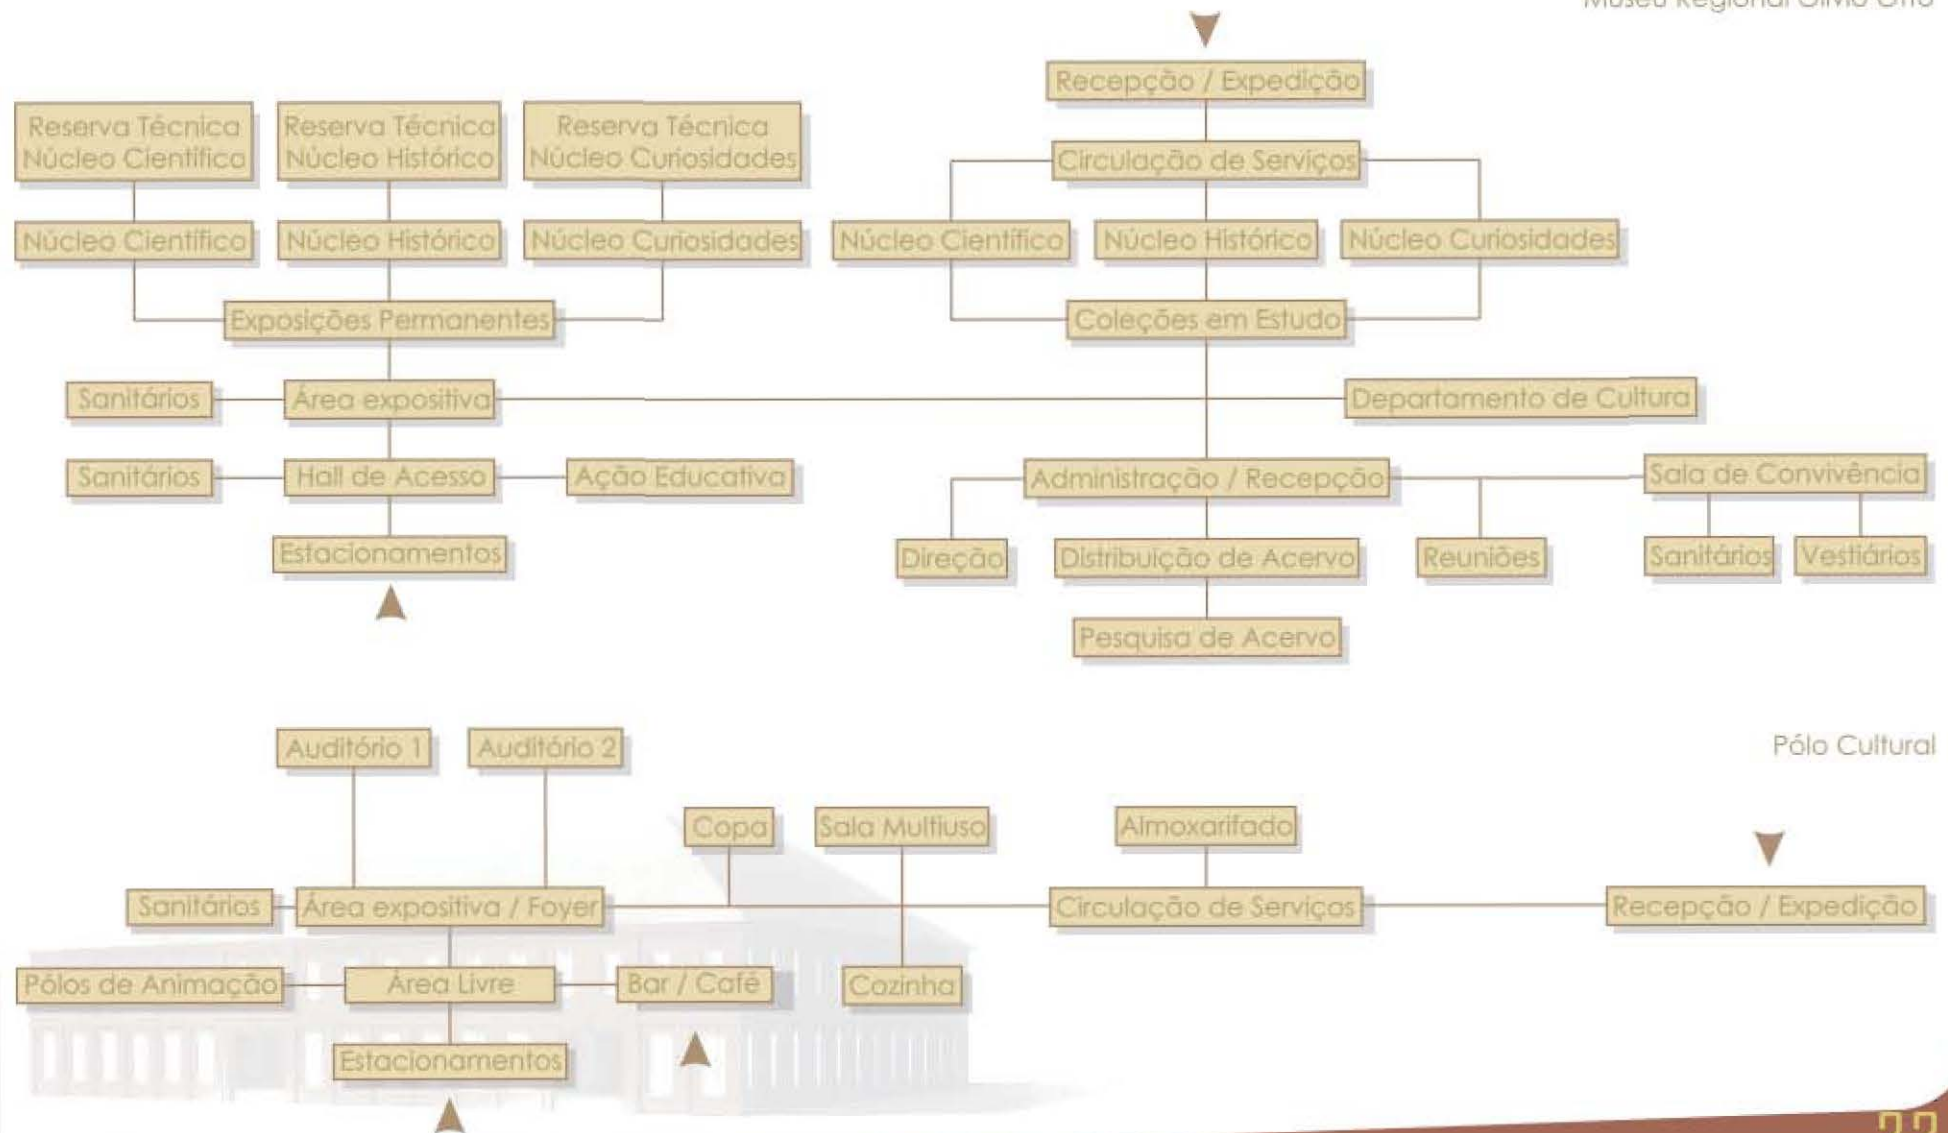 Museu Regional Olívio Otto
Recepção / Expedição
Reserva Técnica
Núcleo Científico
Reserva Técnica
Núcleo Histórico
Reserva Técnica
Núcleo Curiosidades
Circulação de Serviços
Núcleo Científico
Núcleo Histórico
Núcleo Curiosidades
Núcleo Científico
Núcleo Histórico
Núcleo Curiosidades
Exposições Permanentes
Coleções em Estudo
Sanitários
Área expositiva
Departamento de Cultura
Sanitários
Hall de Acesso
Ação Educativa
Administração / Recepção
Sala de Convivência
Estacionamentos
Direção
Distribuição de Acervo
Reuniões
Sanitários
Vestiários
Pesquisa de Acervo
Pólo Cultural
Auditório 1
Auditório 2
Copa
Sala Multiuso
Almoxarifado
Sanitários
Área expositiva / Foyer
Circulação de Serviços
Recepção / Expedição
Pólos de Animação
Área Livre
Bar / Café
Cozinha
Estacionamentos